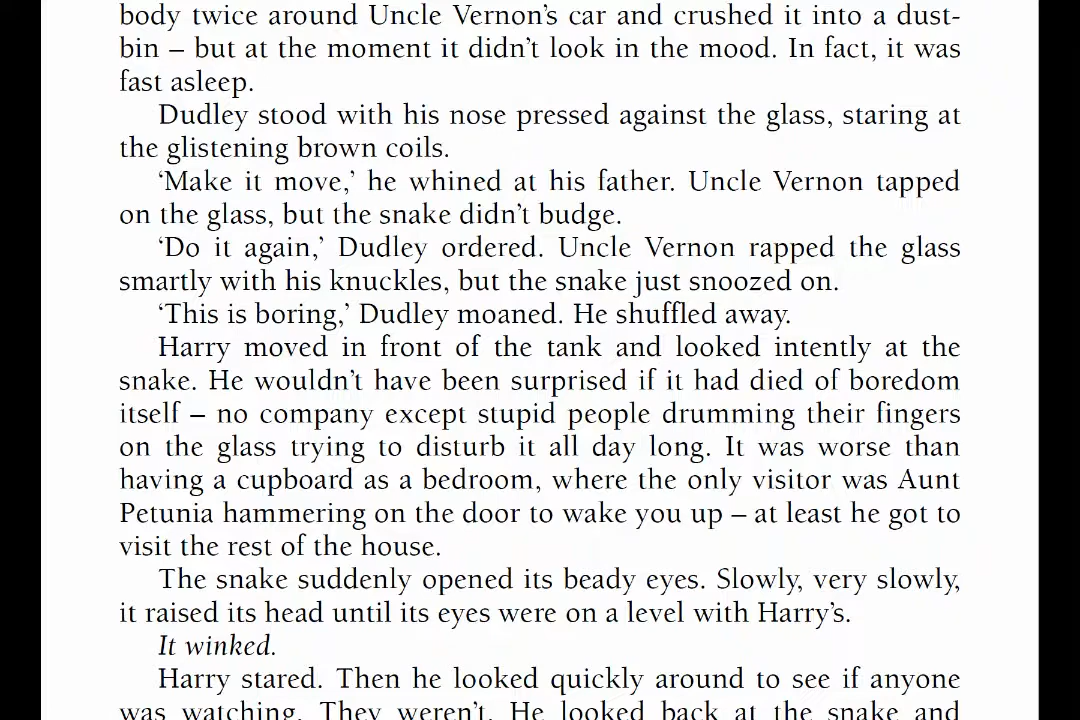 body twice around Uncle Vernon’s car and crushed it into a dust-
bin – but at the moment it didn’t look in the mood. In fact, it was
fast asleep.
Dudley stood with his nose pressed against the glass, staring at
the glistening brown coils.
‘Make it move,’ he whined at his father. Uncle Vernon tapped
on the glass, but the snake didn’t budge.
‘Do it again,’ Dudley ordered. Uncle Vernon rapped the glass
smartly with his knuckles, but the snake just snoozed on.
‘This is boring,’ Dudley moaned. He shuffled away.
Harry moved in front of the tank and looked intently at the
snake. He wouldn’t have been surprised if it had died of boredom
itself – no company except stupid people drumming their fingers
on the glass trying to disturb it all day long. It was worse than
having a cupboard as a bedroom, where the only visitor was Aunt
Petunia hammering on the door to wake you up – at least he got to
visit the rest of the house.
The snake suddenly opened its beady eyes. Slowly, very slowly,
it raised its head until its eyes were on a level with Harry’s.
It winked.
Harry stared. Then he looked quickly around to see if anyone
was watching. They weren’t. He looked back at the snake and